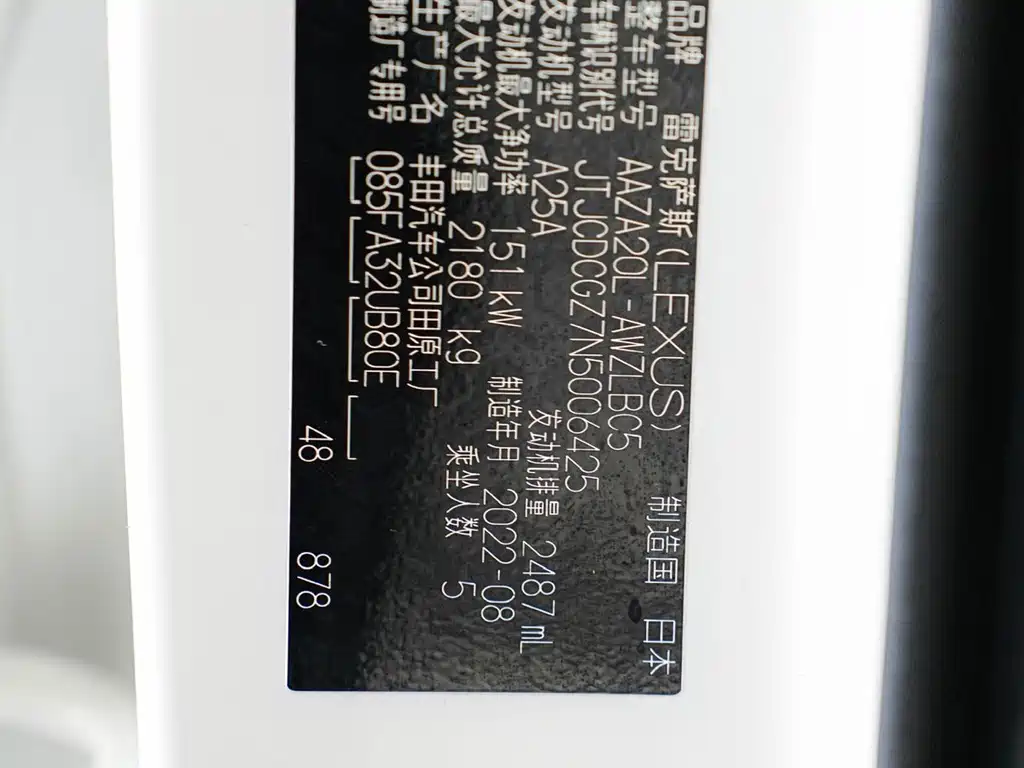 品牌 雷克萨斯(LEXUS) 制造国 日本
整车型号 AAZA20L-AWZLBC5
车辆识别代号 JTJCDCGZ7N5006425
发动机型号 A25A 发动机排量 2487 mL
发动机最大净功率 151 kW 制造年月 2022-08
最大允许总质量 2180 kg 乘坐人数 5
生产厂名 丰田汽车公司田原工厂
制造厂专用号 085FA32UB80E
48 878